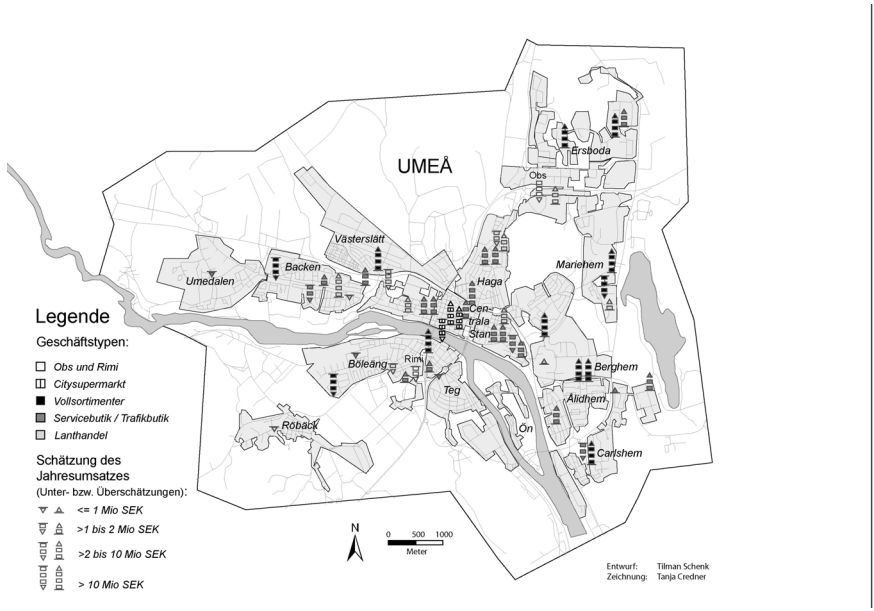 UMEÅ
Obs
Ersboda
Västerslätt
Mariehem
Haga
Backen
Umedalen
Cen-
trala
Stan
Berghem
Ålidhem
Böleäng
Rimi
Teg
Ön
Röbäck
Carlshem
Legende
Geschäftstypen:
Obs und Rimi
Citysupermarkt
Vollsortimenter
Servicebutik / Trafikbutik
Lanthandel
Schätzung des
Jahresumsatzes
(Unter- bzw. Überschätzungen):
<= 1 Mio SEK
>1 bis 2 Mio SEK
>2 bis 10 Mio SEK
> 10 Mio SEK
N
0 500 1000
Meter
Entwurf: Tilman Schenk
Zeichnung: Tanja Credner